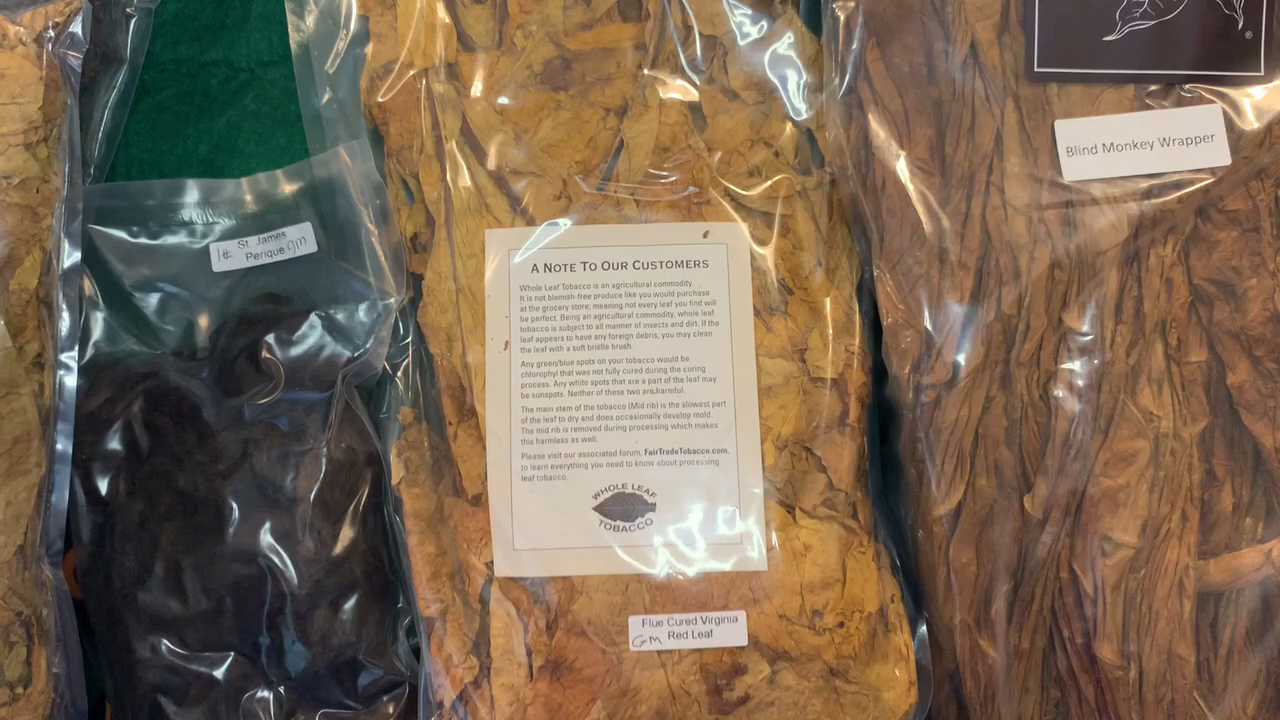 Blind Monkey Wrapper
®
1# St. James
Perique GM
A NOTE TO OUR CUSTOMERS
Whole Leaf Tobacco is an agricultural commodity.
It is not blemish-free produce like you would purchase
at the grocery store; meaning not every leaf you find will
be perfect. Being an agricultural commodity, whole leaf
tobacco is subject to all manner of insects and dirt. If the
leaf appears to have any foreign debris, you may clean
the leaf with a soft bristle brush.
Any green/blue spots on your tobacco would be
chlorophyl that was not fully cured during the curing
process. Any white spots that are a part of the leaf may
be sunspots. Neither of these two are harmful.
The main stem of the tobacco (Mid rib) is the slowest part
of the leaf to dry and does occasionally develop mold.
The mid rib is removed during processing which makes
this harmless as well.
Please visit our associated forum, FairTradeTobacco.com,
to learn everything you need to know about processing
leaf tobacco.
WHOLE LEAF
TOBACCO
Flue Cured Virginia
GM Red Leaf